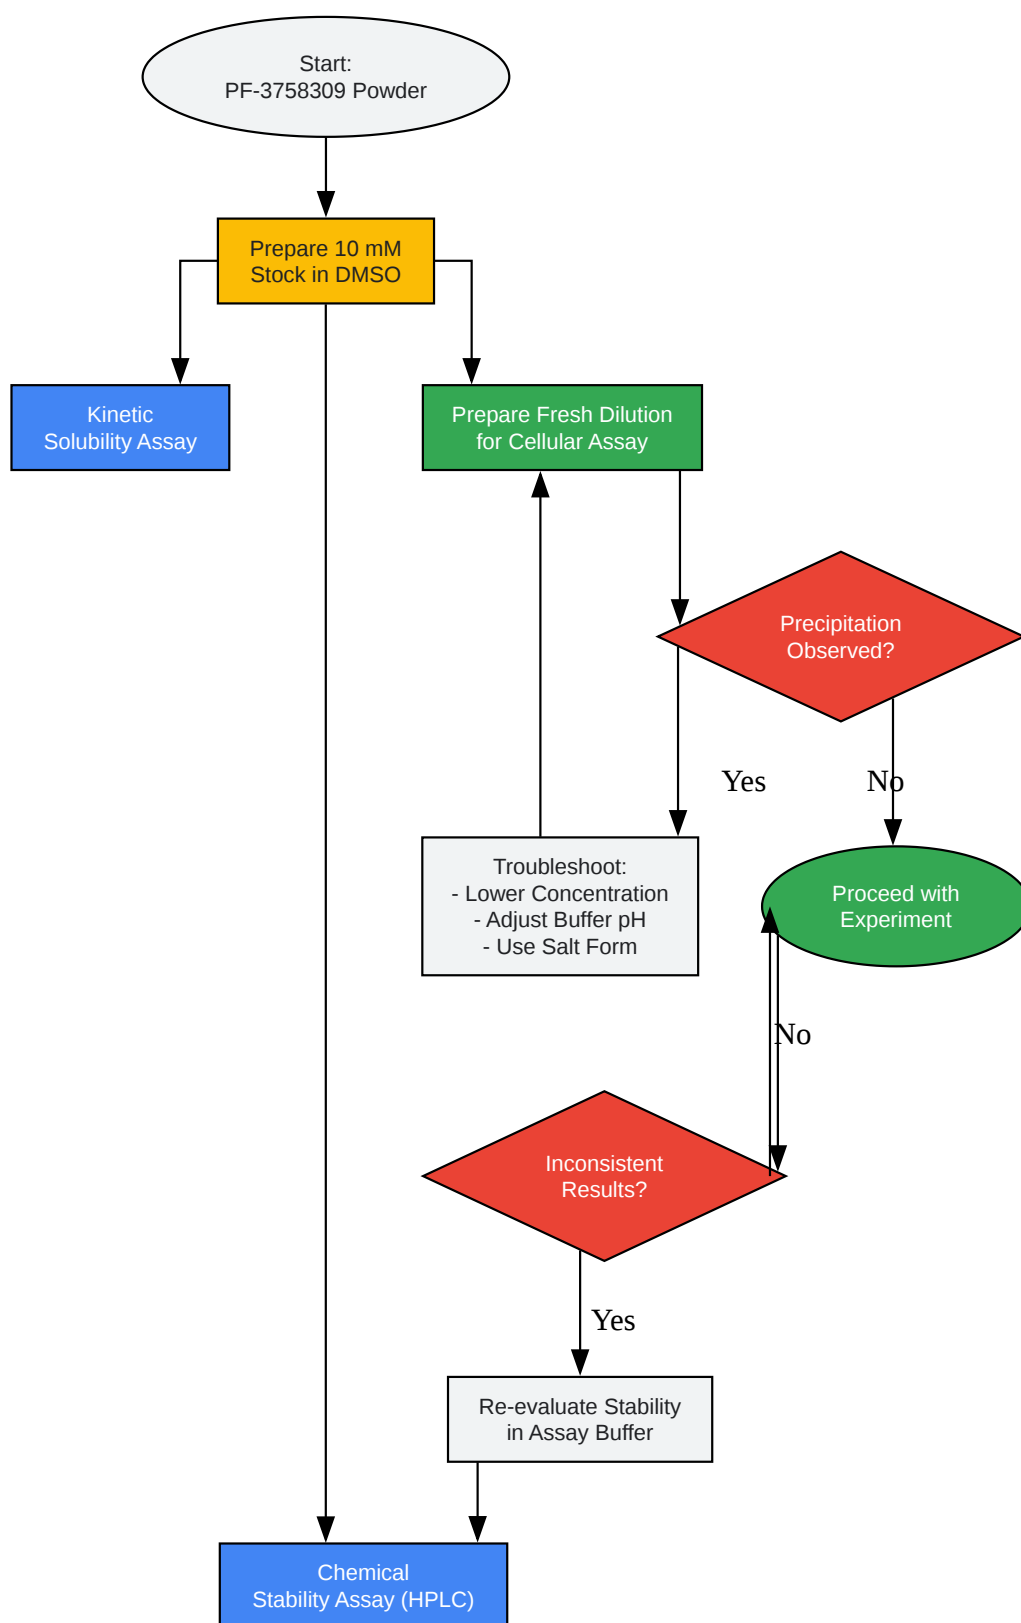 Start:
PF-3758309 Powder
Prepare 10 mM
Stock in DMSO
Kinetic
Solubility Assay
Prepare Fresh Dilution
for Cellular Assay
Precipitation
Observed?
Yes
No
Troubleshoot:
- Lower Concentration
- Adjust Buffer pH
- Use Salt Form
Proceed with
Experiment
No
Inconsistent
Results?
Yes
Re-evaluate Stability
in Assay Buffer
Chemical
Stability Assay (HPLC)